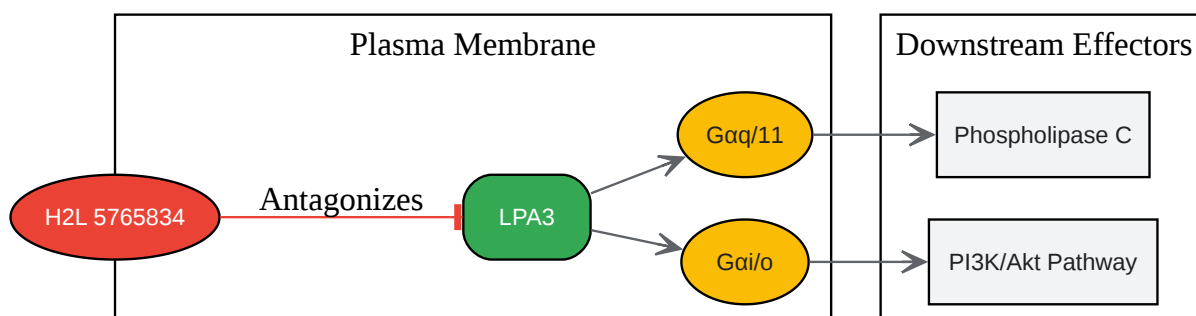 Plasma Membrane
Downstream Effectors
Gαq/11
Phospholipase C
H2L 5765834
Antagonizes
LPA3
Gαi/o
PI3K/Akt Pathway